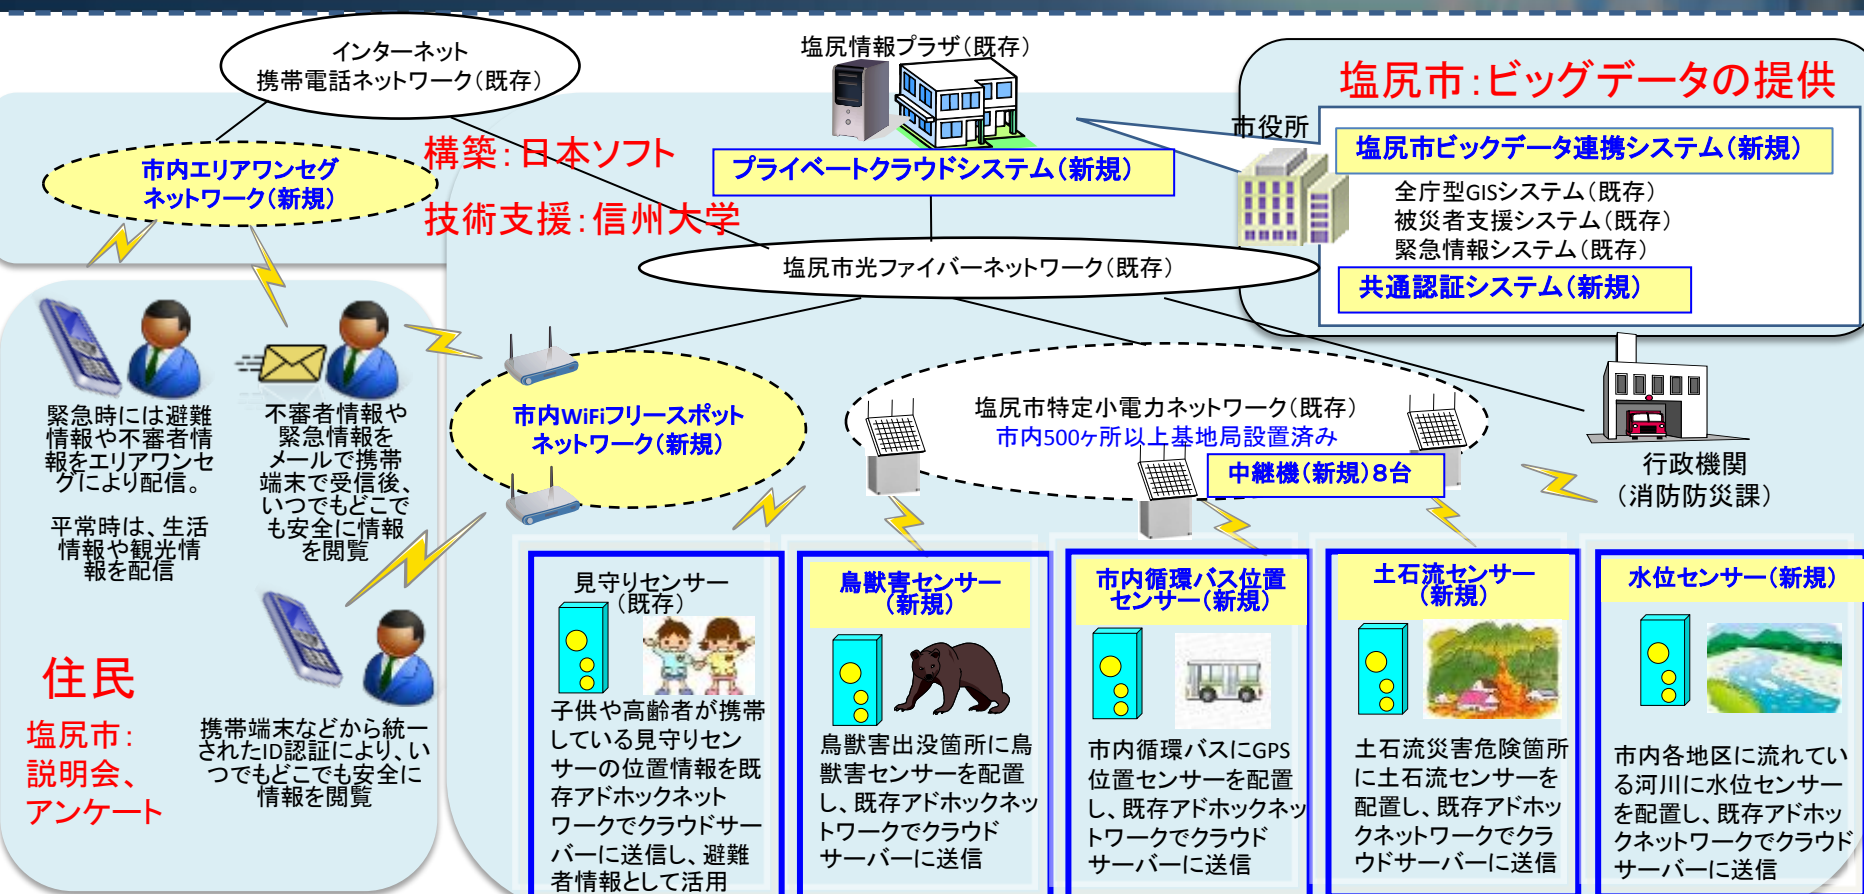 インターネット
携帯電話ネットワーク(既存)
塩尻情報プラザ(既存)
塩尻市:ビッグデータの提供
市役所
塩尻市ビックデータ連携システム(新規)
全庁型GISシステム(既存)
被災者支援システム(既存)
緊急情報システム(既存)
共通認証システム(新規)
構築:日本ソフト
技術支援:信州大学
プライベートクラウドシステム(新規)
市内エリアワンセグ
ネットワーク(新規)
塩尻市光ファイバーネットワーク(既存)
緊急時には避難
情報や不審者情
報をエリアワンセ
グにより配信。
平常時は、生活
情報や観光情
報を配信
不審者情報や
緊急情報を
メールで携帯
端末で受信後、
いつでもどこで
も安全に情報
を閲覧
市内WiFiフリースポット
ネットワーク(新規)
塩尻市特定小電力ネットワーク(既存)
市内500ヶ所以上基地局設置済み
中継機(新規)8台
行政機関
(消防防災課)
住民
塩尻市:
説明会、
アンケート
携帯端末などから統一
されたID認証により、い
つでもどこでも安全に
情報を閲覧
見守りセンサー
(既存)
子供や高齢者が携帯
している見守りセン
サーの位置情報を既
存アドホックネット
ワークでクラウドサー
バーに送信し、避難
者情報として活用
鳥獣害センサー
(新規)
鳥獣害出没箇所に鳥
獣害センサーを配置
し、既存アドホックネッ
トワークでクラウド
サーバーに送信
市内循環バス位置
センサー(新規)
市内循環バスにGPS
位置センサーを配置
し、既存アドホックネッ
トワークでクラウド
サーバーに送信
土石流センサー
(新規)
土石流災害危険箇所
に土石流センサーを
配置し、既存アドホッ
クネットワークでクラ
ウドサーバーに送信
水位センサー(新規)
市内各地区に流れてい
る河川に水位センサー
を配置し、既存アドホッ
クネットワークでクラウド
サーバーに送信